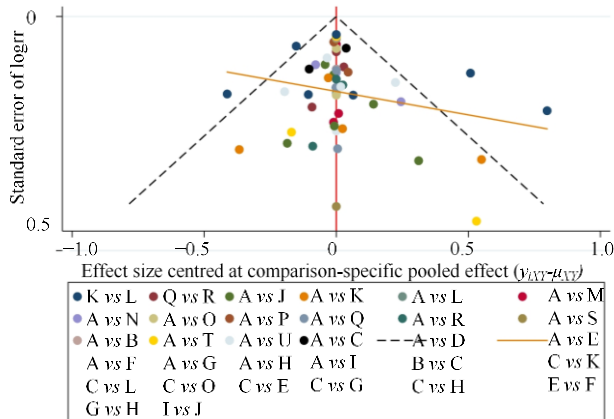 0
Standard error of logrr
0.5
−1.0 −0.5 0 0.5 1.0
Effect size centred at comparison-specific pooled effect (yiXY-μXY)
K vs L Q vs R A vs J A vs K A vs L A vs M
A vs N A vs O A vs P A vs Q A vs R A vs S
A vs B A vs T A vs U A vs C A vs D A vs E
A vs F A vs G A vs H A vs I B vs C C vs K
C vs L C vs O C vs E C vs G C vs H E vs F
G vs H I vs J